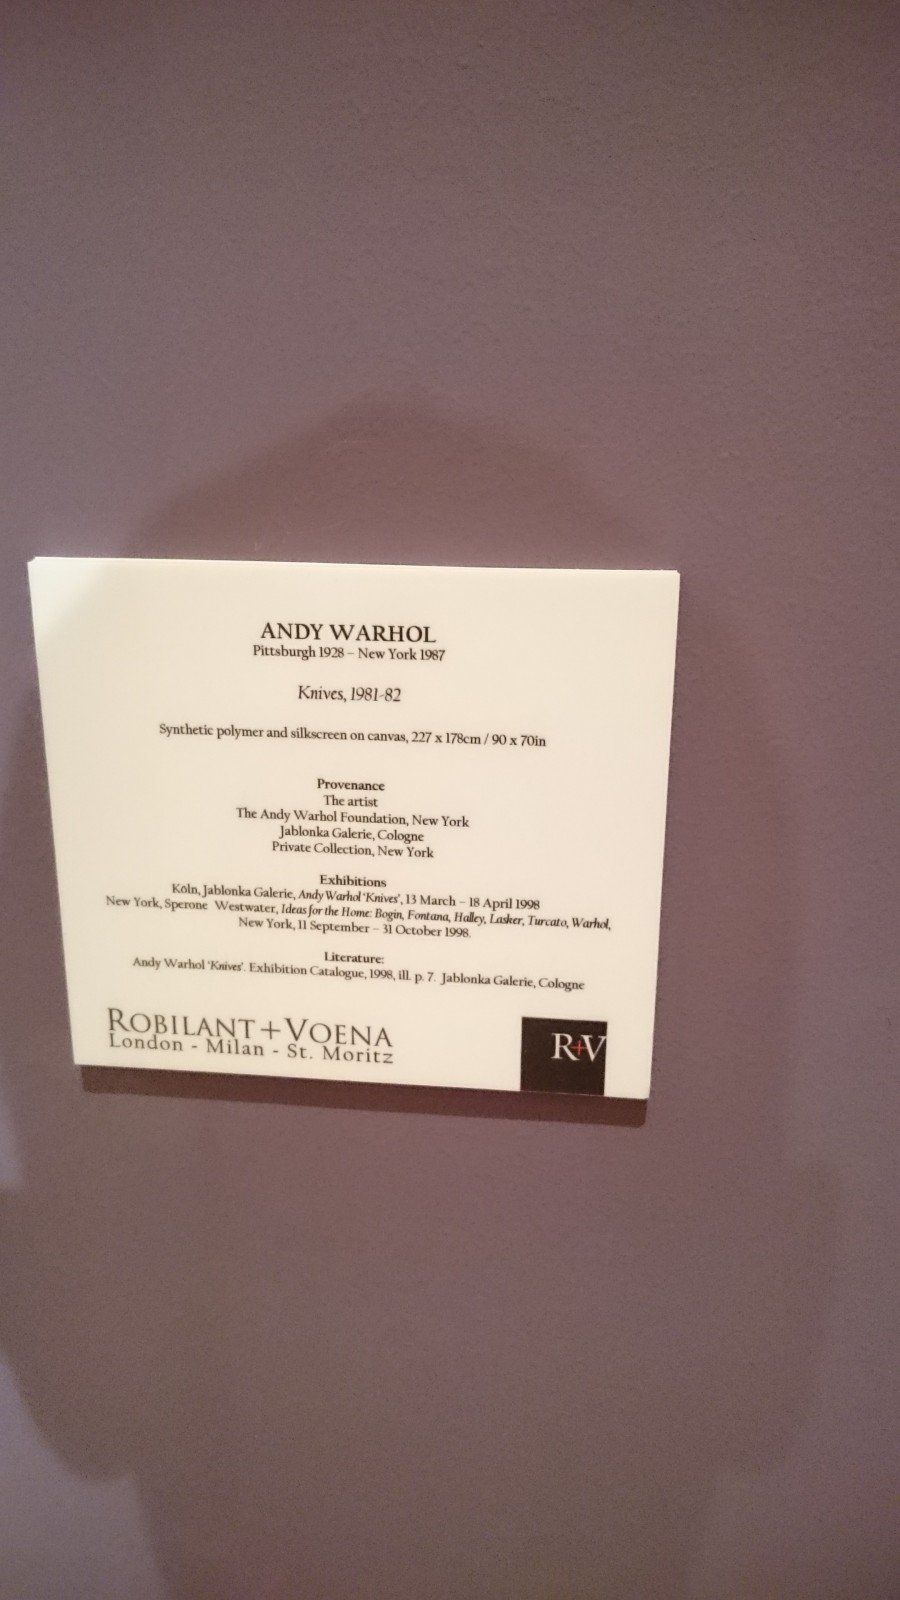 ANDY WARHOL
Pittsburgh 1928 – New York 1987
Knives, 1981-82
Synthetic polymer and silkscreen on canvas, 227 x 178cm / 90 x 70in
Provenance
The artist
The Andy Warhol Foundation, New York
Jablonka Galerie, Cologne
Private Collection, New York
Exhibitions
Köln, Jablonka Galerie, Andy Warhol 'Knives', 13 March – 18 April 1998
New York, Sperone Westwater, Ideas for the Home: Bogin, Fontana, Halley, Lasker, Turcato, Warhol,
New York, 11 September – 31 October 1998.
Literature:
Andy Warhol 'Knives'. Exhibition Catalogue, 1998, ill. p. 7. Jablonka Galerie, Cologne
ROBILANT+VOENA
London - Milan - St. Moritz
R+V